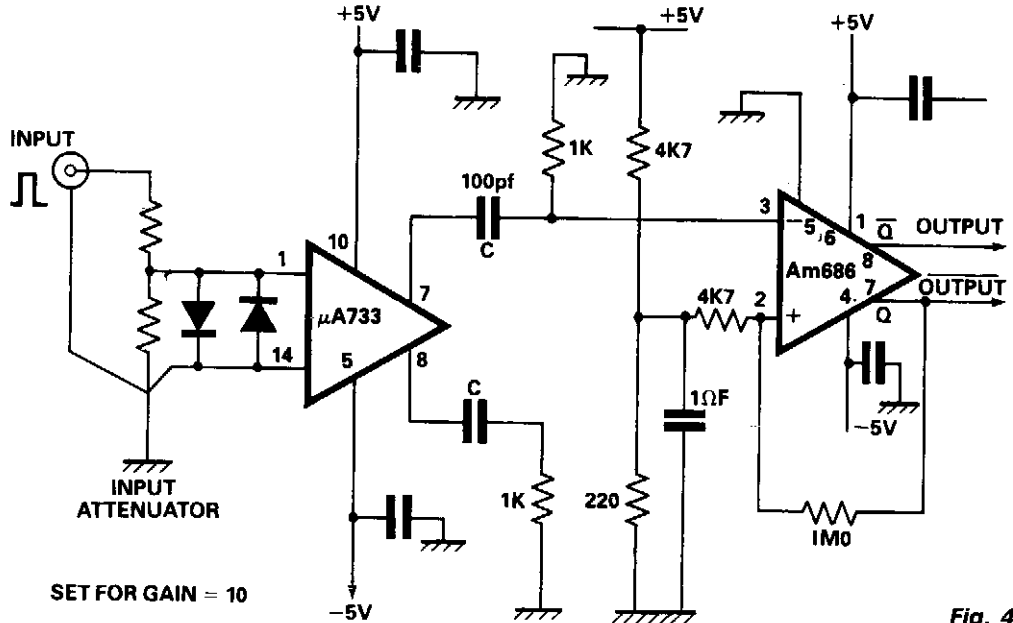 +5V
+5V
+5V
INPUT
1K
4K7
100pf
C
10
1
14
μA733
5
7
8
3
−
5
6
1
Q̅
OUTPUT
8
Am686
7
O̅U̅T̅P̅U̅T̅
4
Q
4K7
2
+
C
1ΩF
−5V
INPUT
ATTENUATOR
1K
220
1M0
SET FOR GAIN = 10
−5V
Fig. 4